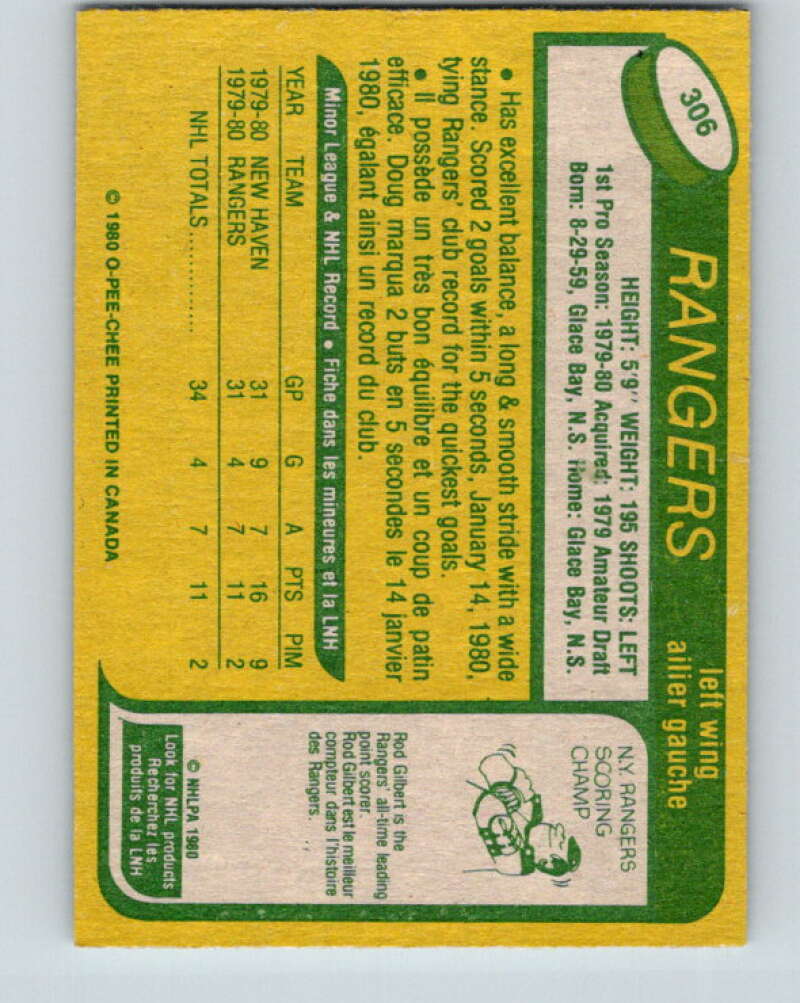 306
RANGERS
left wing
ailier gauche
HEIGHT: 5'9" WEIGHT: 195 SHOOTS: LEFT
1st Pro Season: 1979-80 Acquired: 1979 Amateur Draft
Born: 8-29-59, Glace Bay, N.S. Home: Glace Bay, N.S.
• Has excellent balance, a long & smooth stride with a wide
stance. Scored 2 goals within 5 seconds, January 14, 1980,
tying Rangers' club record for the quickest goals.
• Il possède un très bon équilibre et un coup de patin
efficace. Doug marqua 2 buts en 5 secondes le 14 janvier
1980, égalant ainsi un record du club.
Minor League & NHL Record • Fiche dans les mineures et la LNH
YEAR TEAM GP G A PTS PIM
1979-80 NEW HAVEN 31 9 7 16 9
1979-80 RANGERS 31 4 7 11 2
NHL TOTALS .............. 34 4 7 11 2
© 1980 O-PEE-CHEE PRINTED IN CANADA
N.Y. RANGERS
SCORING
CHAMP
Rod Gilbert is the
Rangers' all-time leading
point scorer.
Rod Gilbert est le meilleur
compteur dans l'histoire
des Rangers.
© NHLPA 1980
Look for NHL products
Recherchez les
produits de la LNH